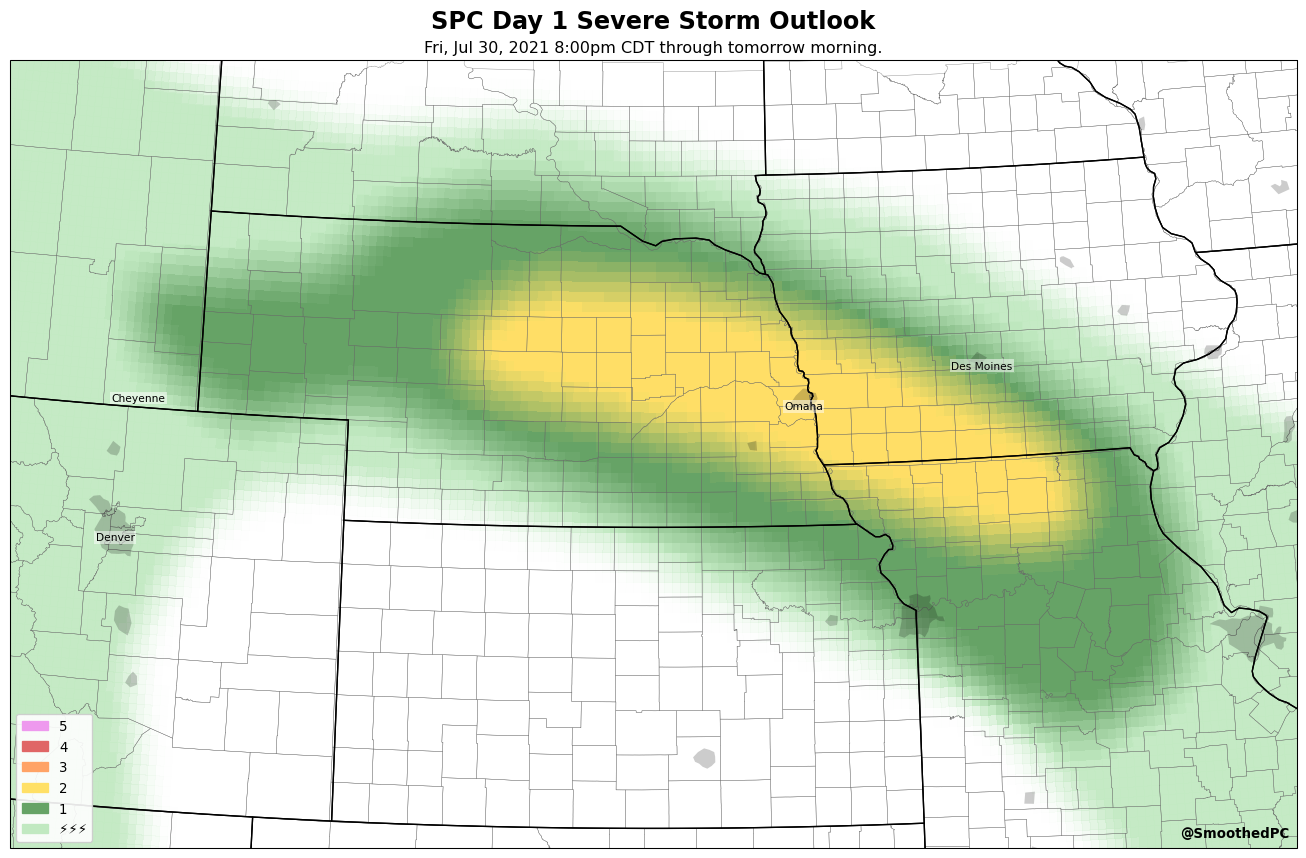 SPC Day 1 Severe Storm Outlook
Fri, Jul 30, 2021 8:00pm CDT through tomorrow morning.
Des Moines
Cheyenne
Omaha
Denver
5
4
3
2
1
⚡⚡⚡
@SmoothedPC